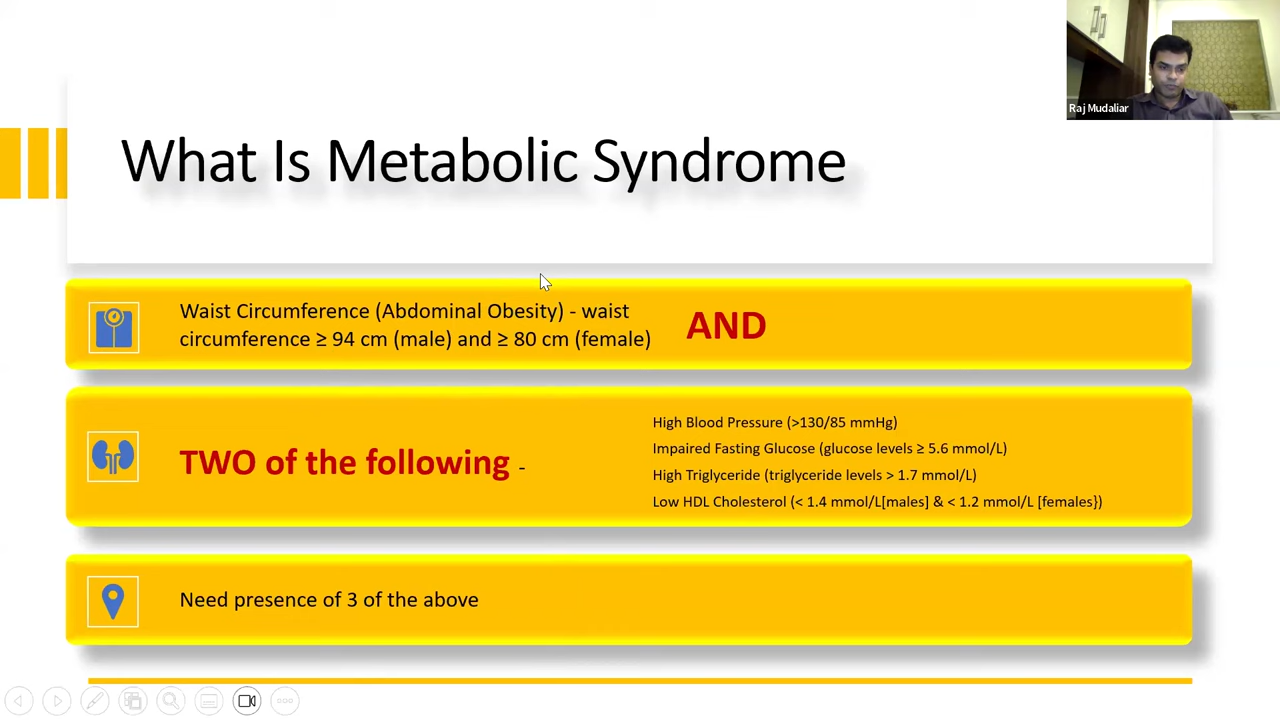 Raj Mudaliar
What Is Metabolic Syndrome
Waist Circumference (Abdominal Obesity) - waist
circumference ≥ 94 cm (male) and ≥ 80 cm (female)
AND
TWO of the following -
High Blood Pressure (>130/85 mmHg)
Impaired Fasting Glucose (glucose levels ≥ 5.6 mmol/L)
High Triglyceride (triglyceride levels > 1.7 mmol/L)
Low HDL Cholesterol (< 1.4 mmol/L[males] & < 1.2 mmol/L [females})
Need presence of 3 of the above